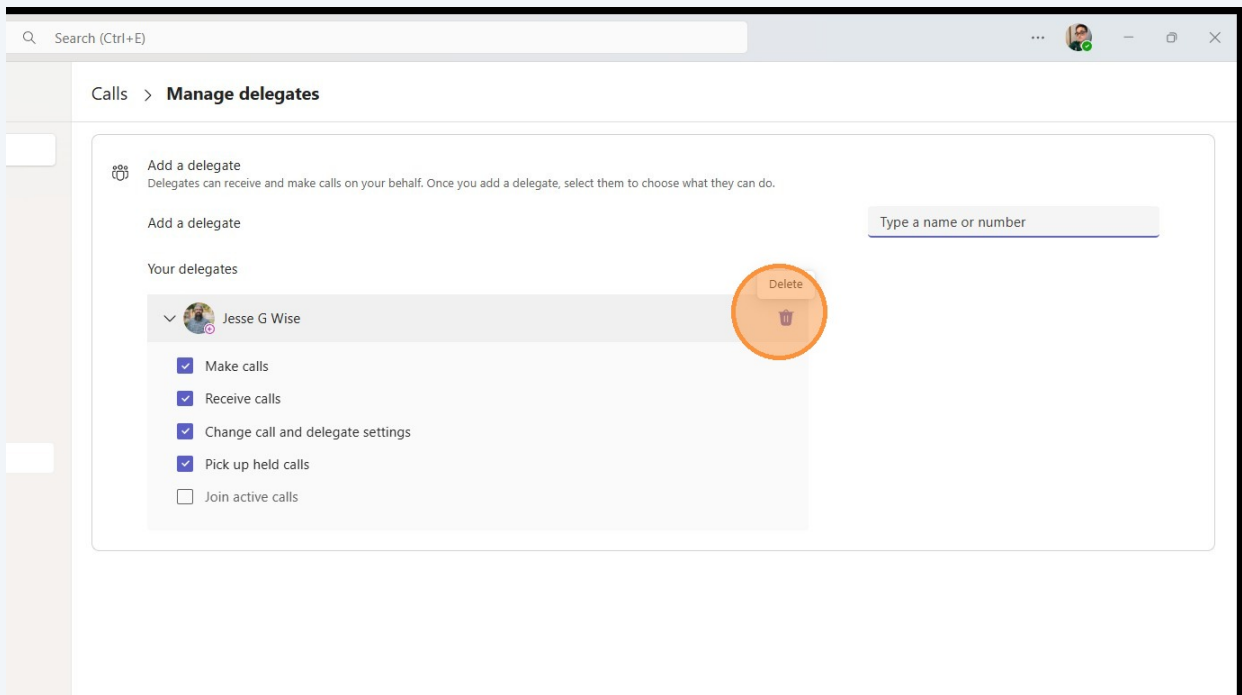 Search (Ctrl+E)
Calls > Manage delegates
Add a delegate
Delegates can receive and make calls on your behalf. Once you add a delegate, select them to choose what they can do.
Add a delegate
Type a name or number
Your delegates
Delete
Jesse G Wise
Make calls
Receive calls
Change call and delegate settings
Pick up held calls
Join active calls